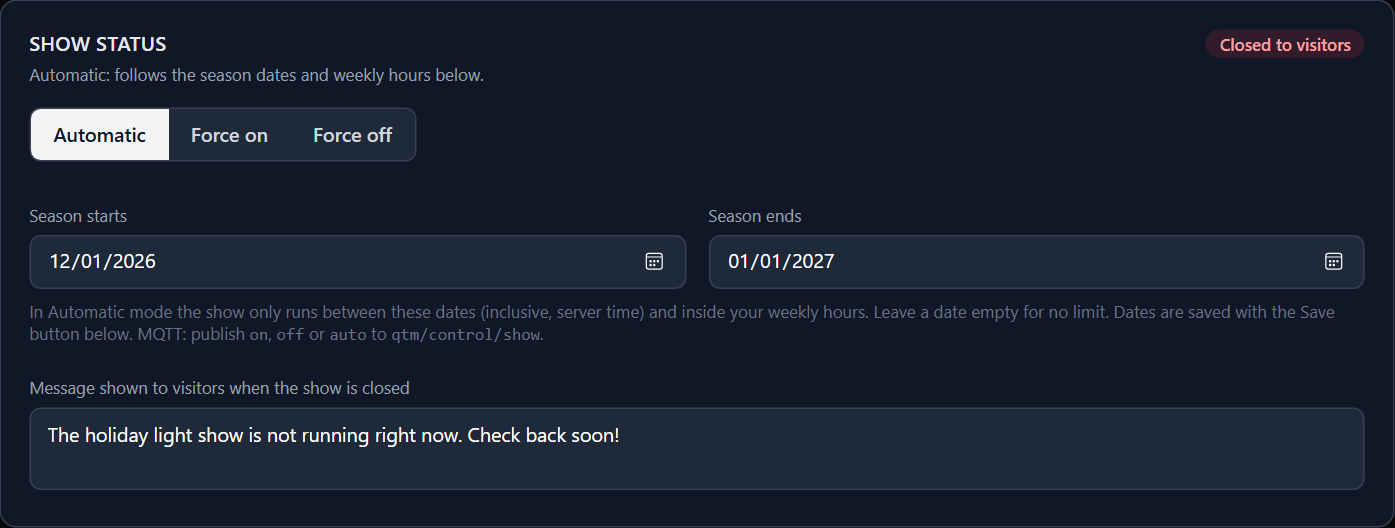 SHOW STATUS
Closed to visitors
Automatic: follows the season dates and weekly hours below.
Automatic
Force on
Force off
Season starts
Season ends
12/01/2026
01/01/2027
In Automatic mode the show only runs between these dates (inclusive, server time) and inside your weekly hours. Leave a date empty for no limit. Dates are saved with the Save
button below. MQTT: publish on, off or auto to qtm/control/show.
Message shown to visitors when the show is closed
The holiday light show is not running right now. Check back soon!